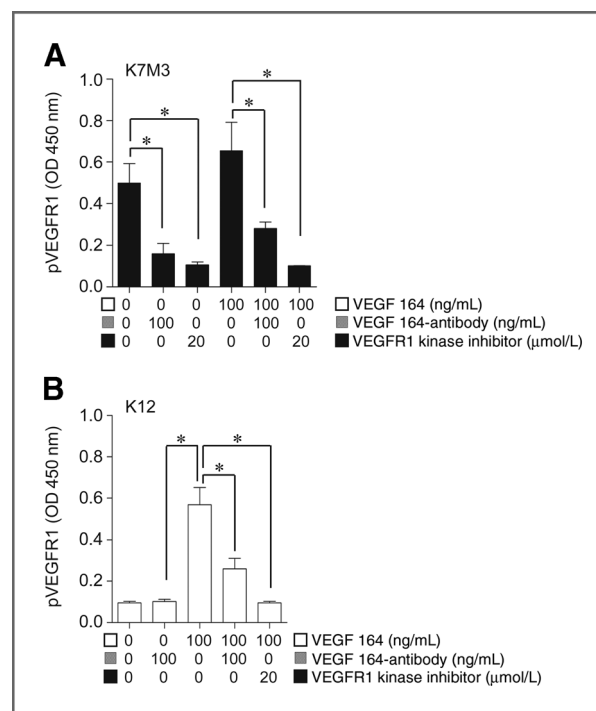 A
K7M3
pVEGFR1 (OD 450 nm)
1.0
0.8
0.6
0.4
0.2
0.0
*
*
*
*
0 0 0 100 100 100 VEGF 164 (ng/mL)
0 100 0 0 100 0 VEGF 164-antibody (ng/mL)
0 0 20 0 0 20 VEGFR1 kinase inhibitor (μmol/L)
B
K12
pVEGFR1 (OD 450 nm)
1.0
0.8
0.6
0.4
0.2
0.0
*
*
*
0 0 100 100 100 VEGF 164 (ng/mL)
0 100 0 100 0 VEGF 164-antibody (ng/mL)
0 0 0 0 20 VEGFR1 kinase inhibitor (μmol/L)